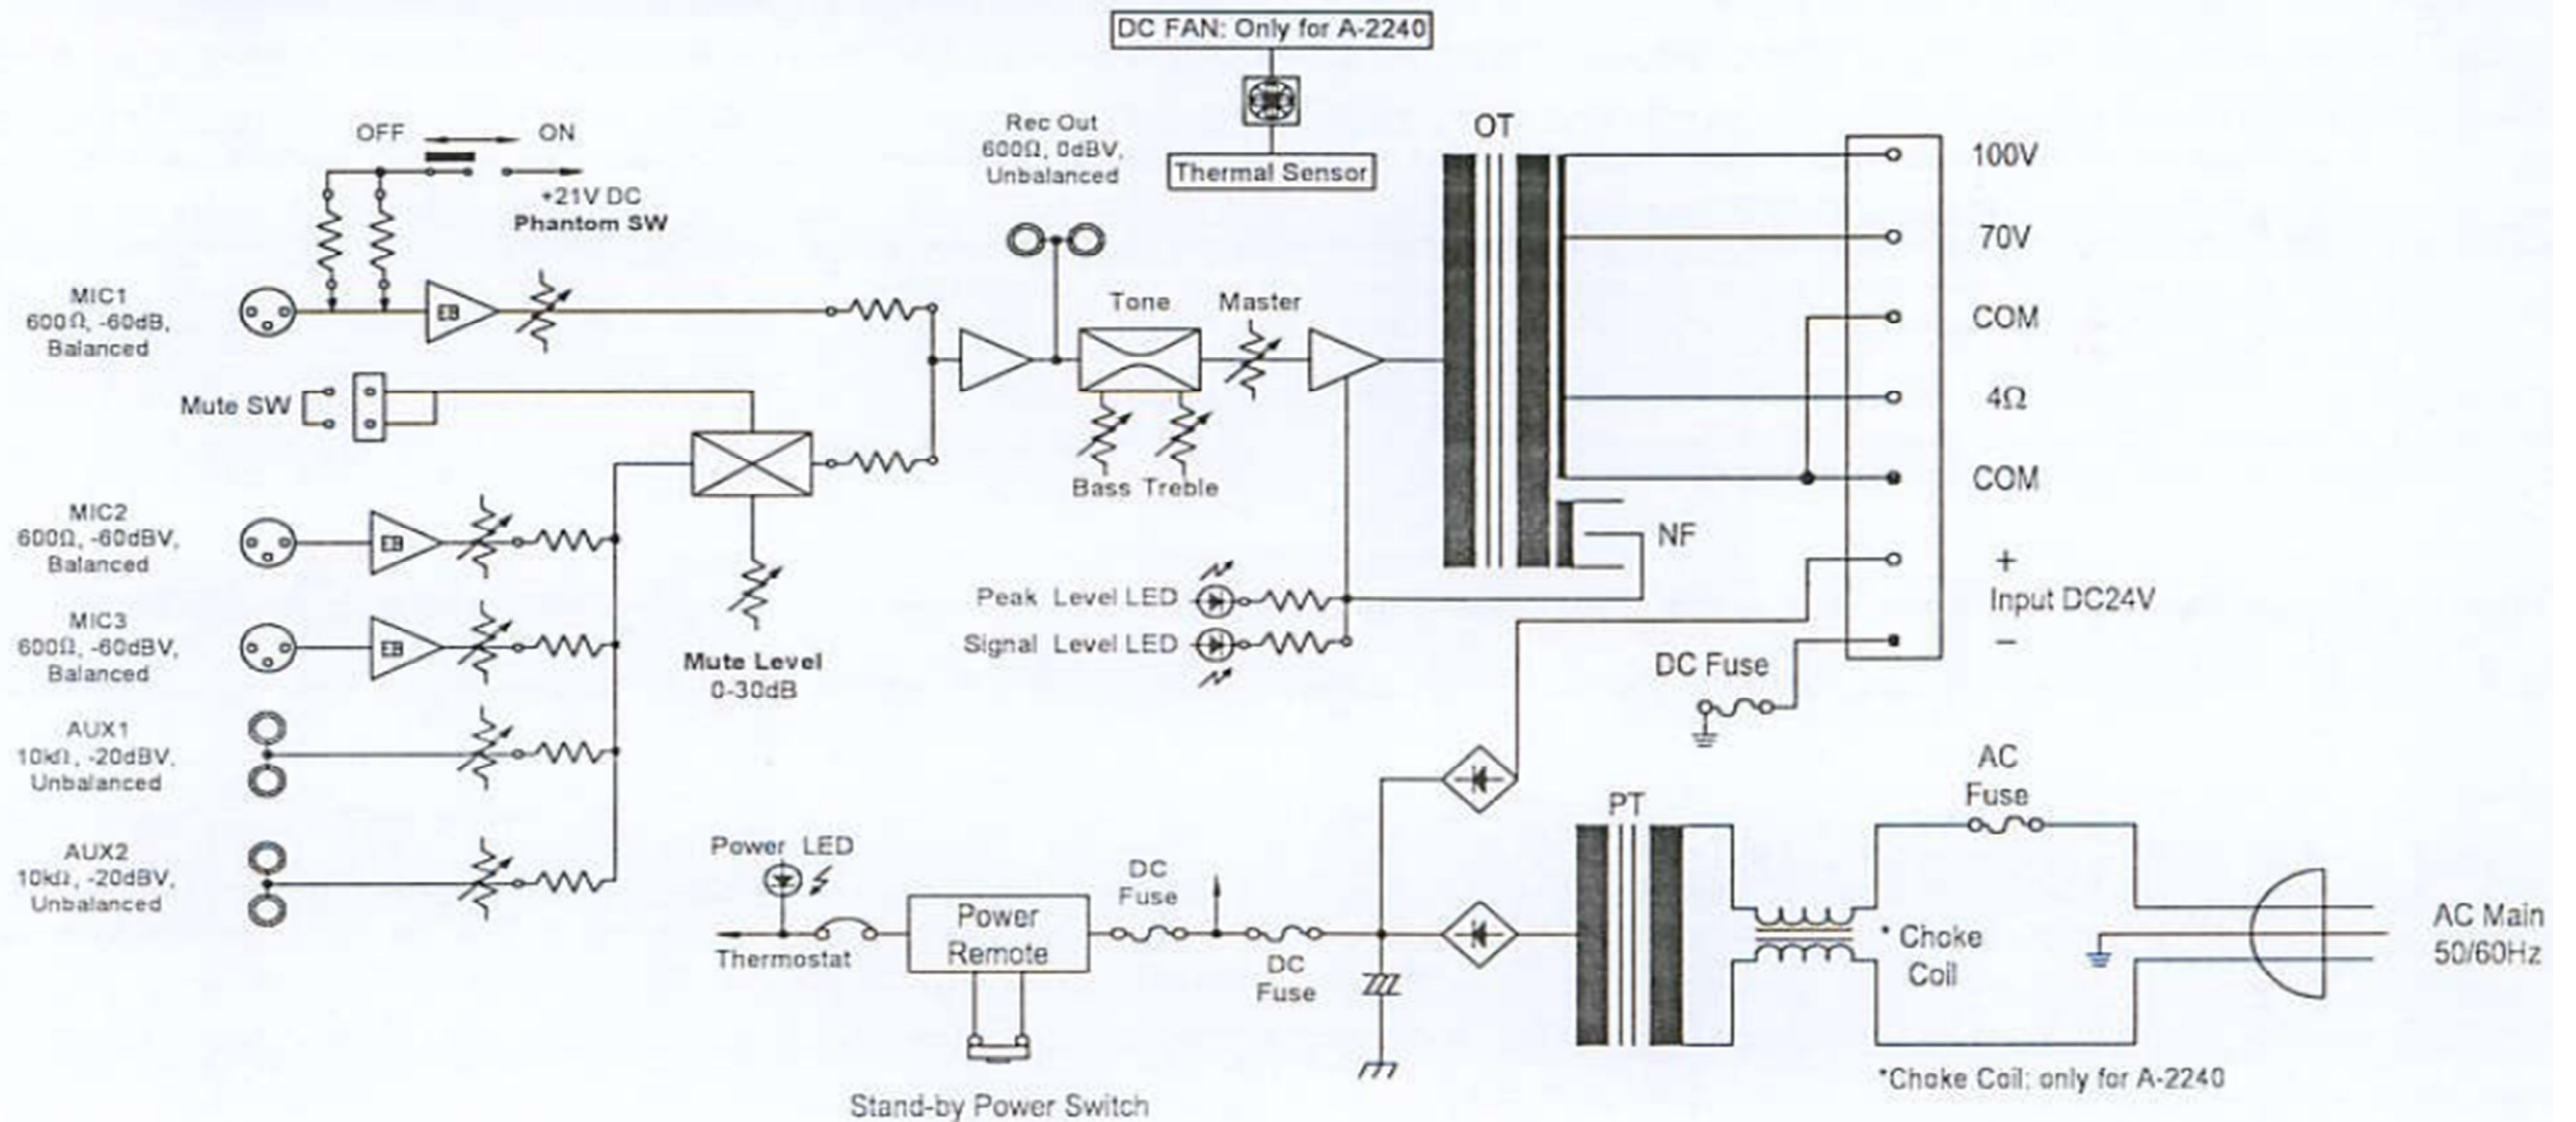 DC FAN: Only for A-2240
Thermal Sensor
OFF
ON
+21V DC
Phantom SW
Rec Out
600Ω, 0dBV,
Unbalanced
OT
100V
70V
COM
4Ω
COM
+
Input DC24V
−
MIC1
600Ω, -60dB,
Balanced
EB
Tone
Master
Bass Treble
Mute SW
MIC2
600Ω, -60dBV,
Balanced
EB
MIC3
600Ω, -60dBV,
Balanced
EB
Mute Level
0-30dB
AUX1
10kΩ, -20dBV,
Unbalanced
AUX2
10kΩ, -20dBV,
Unbalanced
NF
Peak Level LED
Signal Level LED
DC Fuse
AC
Fuse
PT
Power LED
Thermostat
Power
Remote
DC
Fuse
DC
Fuse
* Choke
Coil
AC Main
50/60Hz
*Choke Coil: only for A-2240
Stand-by Power Switch